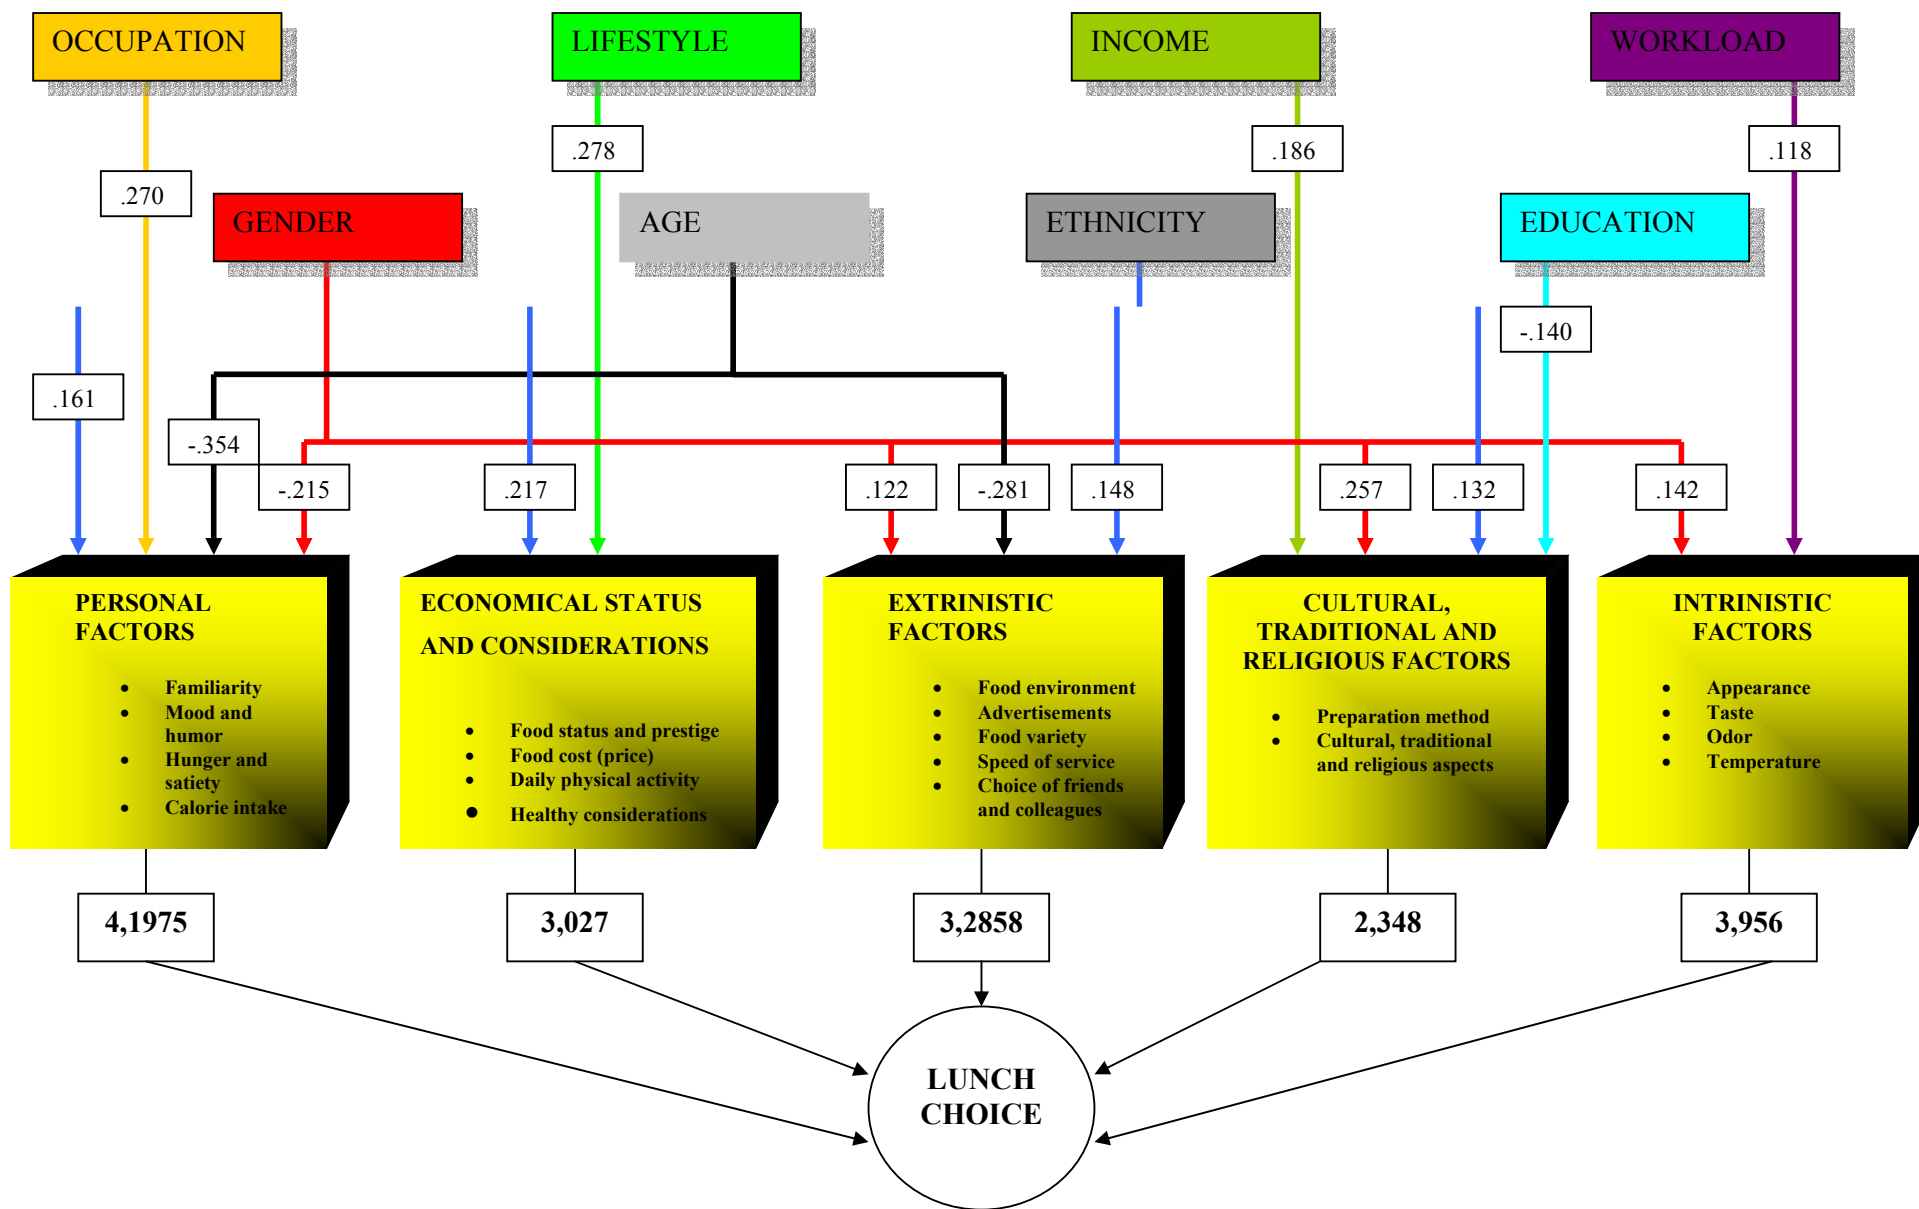 OCCUPATION
LIFESTYLE
INCOME
WORKLOAD
.278
.186
.118
.270
GENDER
AGE
ETHNICITY
EDUCATION
-.140
.161
-.354
-.215
.217
.122
-.281
.148
.257
.132
.142
PERSONAL
FACTORS
• Familiarity
• Mood and
humor
• Hunger and
satiety
• Calorie intake
ECONOMICAL STATUS
AND CONSIDERATIONS
• Food status and prestige
• Food cost (price)
• Daily physical activity
• Healthy considerations
EXTRINISTIC
FACTORS
• Food environment
• Advertisements
• Food variety
• Speed of service
• Choice of friends
and colleagues
CULTURAL,
TRADITIONAL AND
RELIGIOUS FACTORS
• Preparation method
• Cultural, traditional
and religious aspects
INTRINISTIC
FACTORS
• Appearance
• Taste
• Odor
• Temperature
4,1975
3,027
3,2858
2,348
3,956
LUNCH
CHOICE